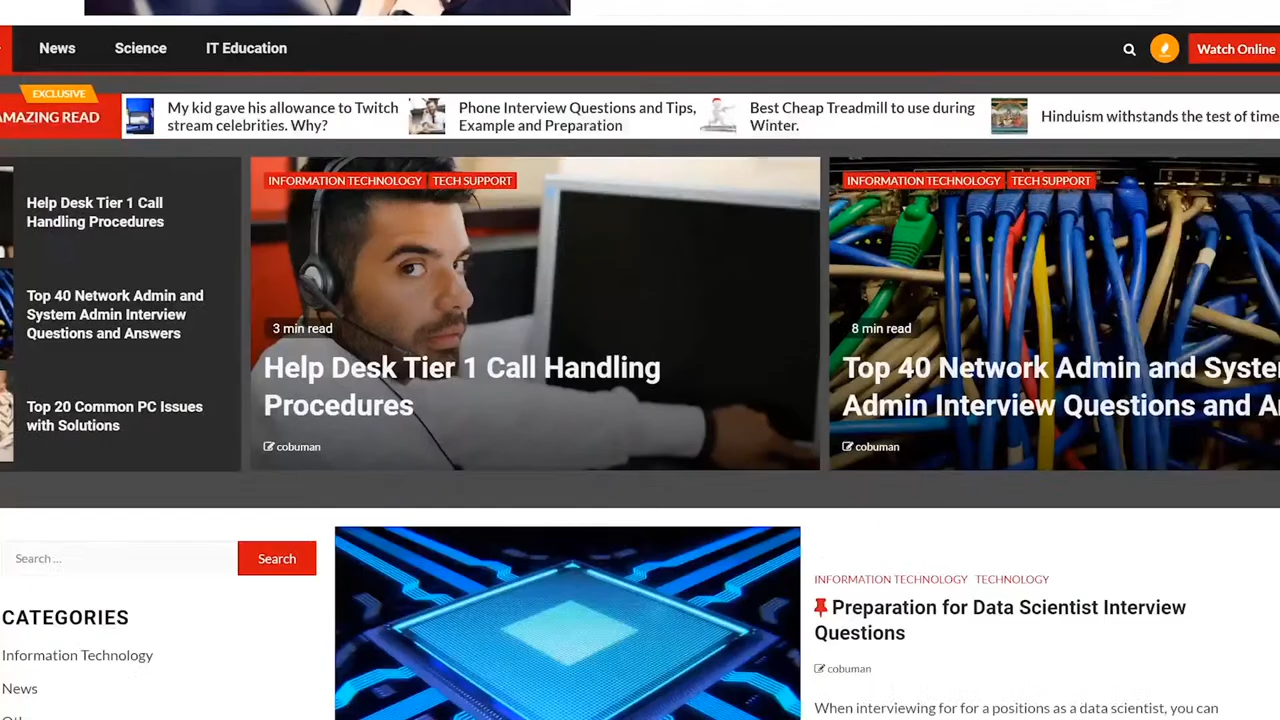 News
Science
IT Education
Watch Online
EXCLUSIVE
AMAZING READ
My kid gave his allowance to Twitch
stream celebrities. Why?
Phone Interview Questions and Tips,
Example and Preparation
Best Cheap Treadmill to use during
Winter.
Hinduism withstands the test of time
Help Desk Tier 1 Call
Handling Procedures
Top 40 Network Admin and
System Admin Interview
Questions and Answers
Top 20 Common PC Issues
with Solutions
INFORMATION TECHNOLOGY TECH SUPPORT
3 min read
Help Desk Tier 1 Call Handling
Procedures
cobuman
INFORMATION TECHNOLOGY TECH SUPPORT
8 min read
Top 40 Network Admin and Syste
Admin Interview Questions and A
cobuman
Search ...
Search
CATEGORIES
Information Technology
News
INFORMATION TECHNOLOGY TECHNOLOGY
Preparation for Data Scientist Interview
Questions
cobuman
When interviewing for for a positions as a data scientist, you can